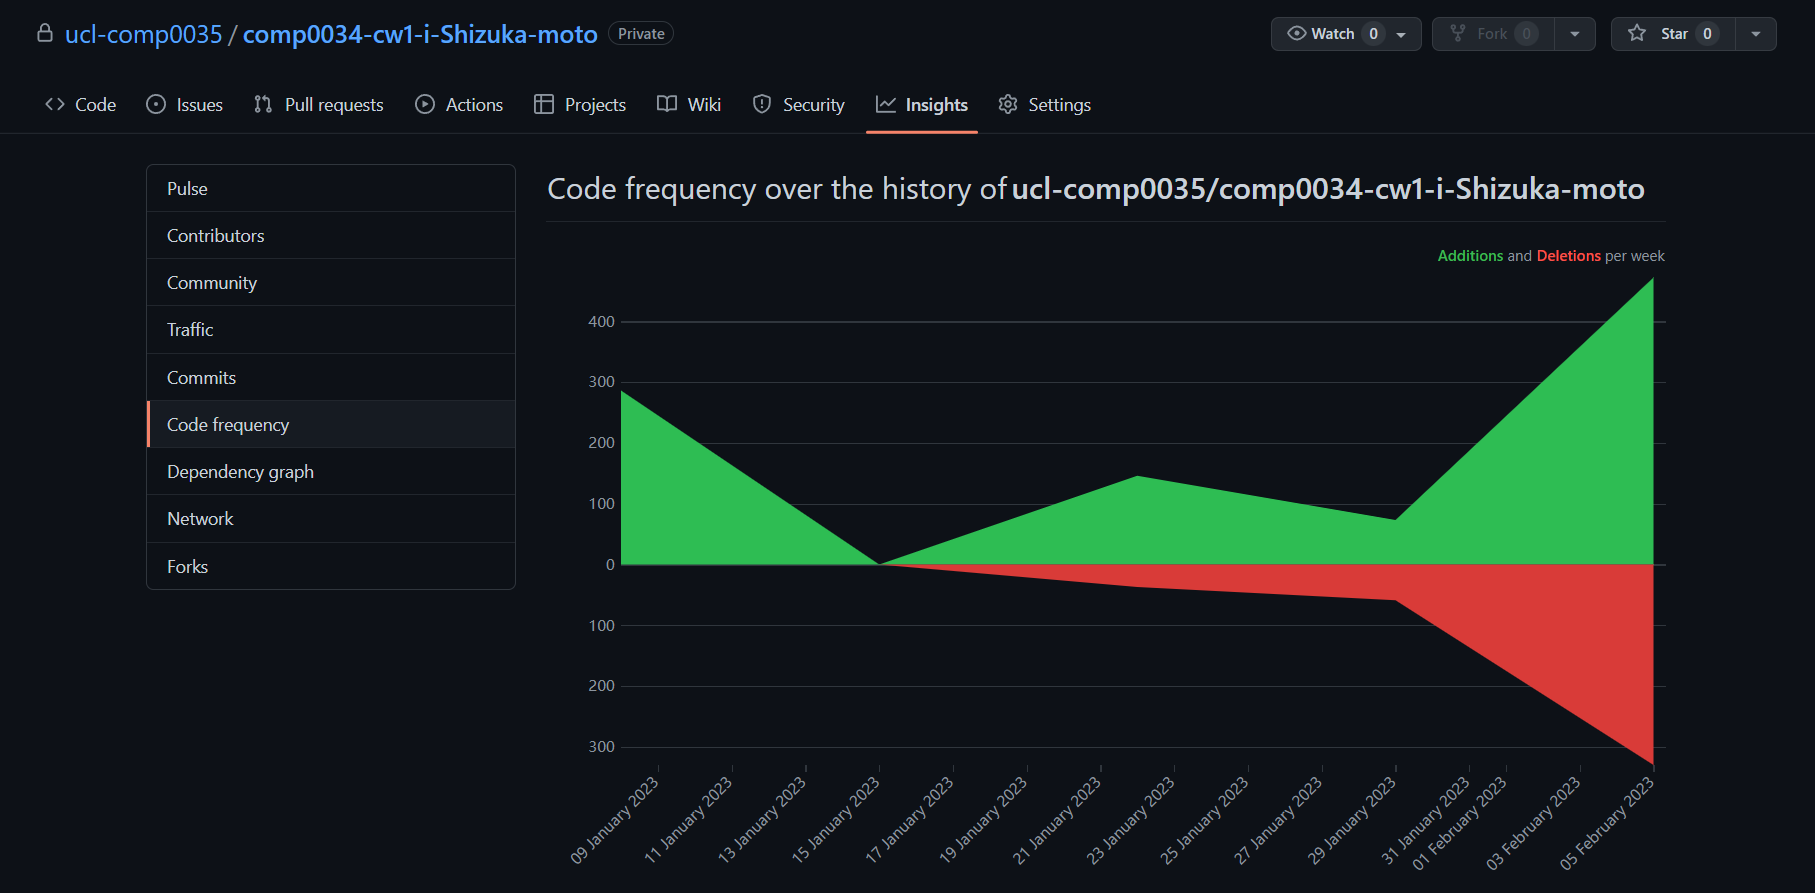 ucl-comp0035 / comp0034-cw1-i-Shizuka-moto Private
Watch 0 Fork 0 Star 0
Code Issues Pull requests Actions Projects Wiki Security Insights Settings
Pulse
Contributors
Community
Traffic
Commits
Code frequency
Dependency graph
Network
Forks
Code frequency over the history of ucl-comp0035/comp0034-cw1-i-Shizuka-moto
Additions and Deletions per week
400
300
200
100
0
100
200
300
09 January 2023
11 January 2023
13 January 2023
15 January 2023
17 January 2023
19 January 2023
21 January 2023
23 January 2023
25 January 2023
27 January 2023
29 January 2023
31 January 2023
01 February 2023
03 February 2023
05 February 2023